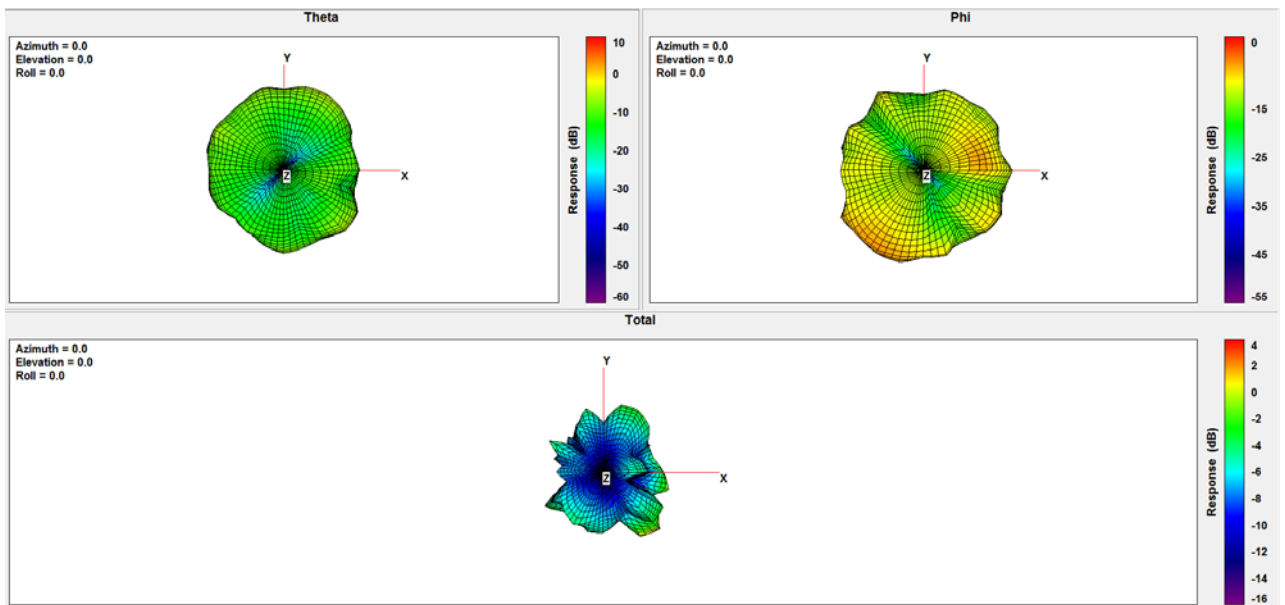 Theta
Azimuth = 0.0
Elevation = 0.0
Roll = 0.0
Y
X
Z
10
0
-10
-20
-30
-40
-50
-60
Response (dB)
Phi
Azimuth = 0.0
Elevation = 0.0
Roll = 0.0
Y
X
Z
0
-15
-25
-35
-45
-55
Response (dB)
Total
Azimuth = 0.0
Elevation = 0.0
Roll = 0.0
Y
X
Z
4
2
0
-2
-4
-6
-8
-10
-12
-14
-16
Response (dB)